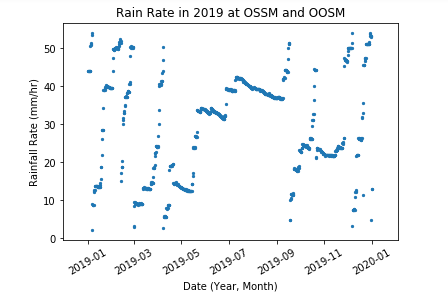 Rain Rate in 2019 at OSSM and OOSM
Rainfall Rate (mm/hr)
50
40
30
20
10
0
2019-01 2019-03 2019-05 2019-07 2019-09 2019-11 2020-01
Date (Year, Month)